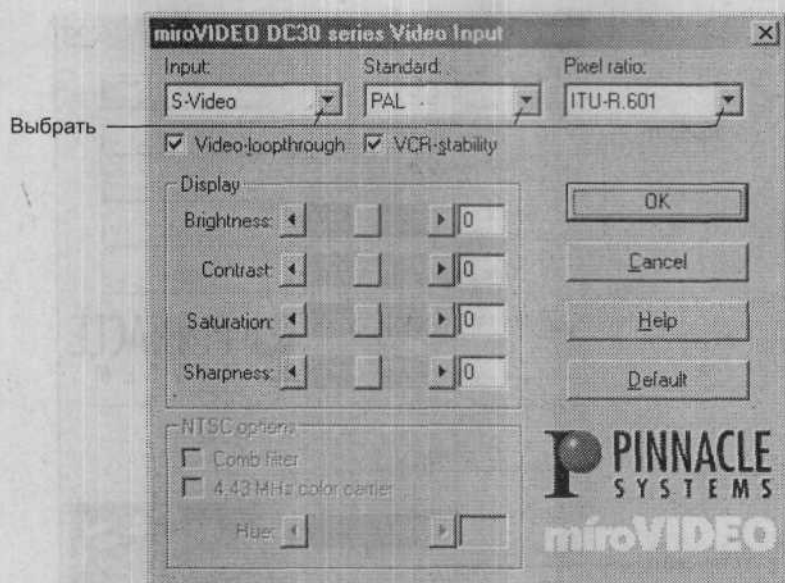 miroVIDEO DC30 series Video Input
Input: Standard: Pixel ratio:
S-Video PAL ITU-R.601
Выбрать
Video-loopthrough VCR-stability
Display
Brightness: 0
Contrast: 0
Saturation: 0
Sharpness: 0
OK
Cancel
Help
Default
NTSC options
Comb filter
4,43 MHz color carrier
Hue:
PINNACLE
SYSTEMS
miroVIDEO